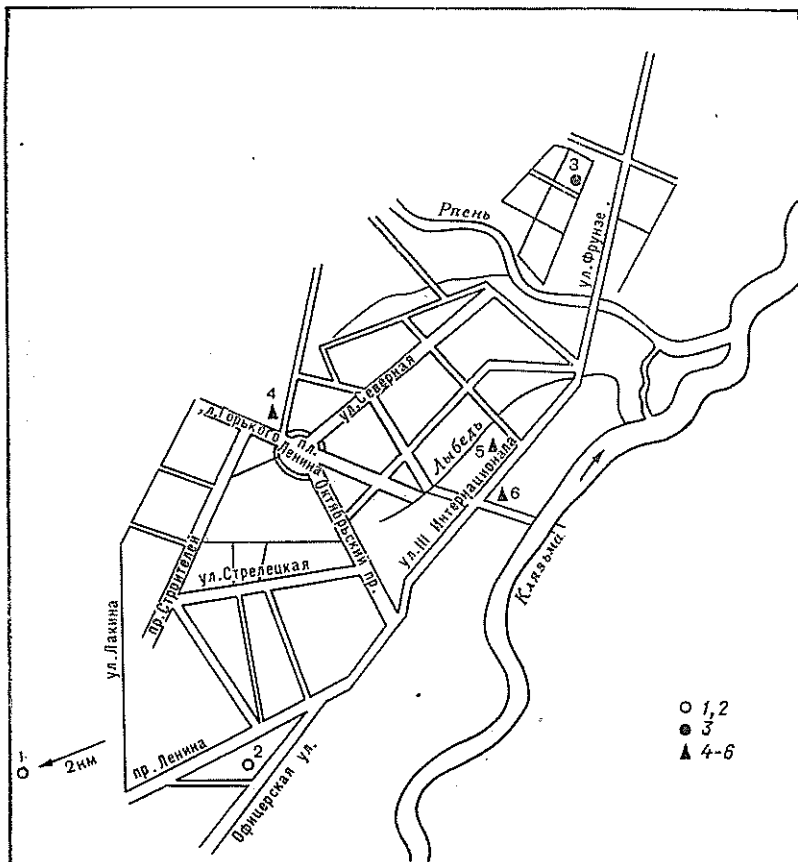 3
Рпень
ул. Фрунзе
4
ул. Северная
д. Горького
пл.
Ленина
Лыбедь
5
6
Октябрьский пр.
ул. III Интернационала
Клязьма
ул. Стрелецкая
пр. Строителей
ул. Лакина
1
2км
пр. Ленина
2
Офицерская ул.
1,2
3
4-6